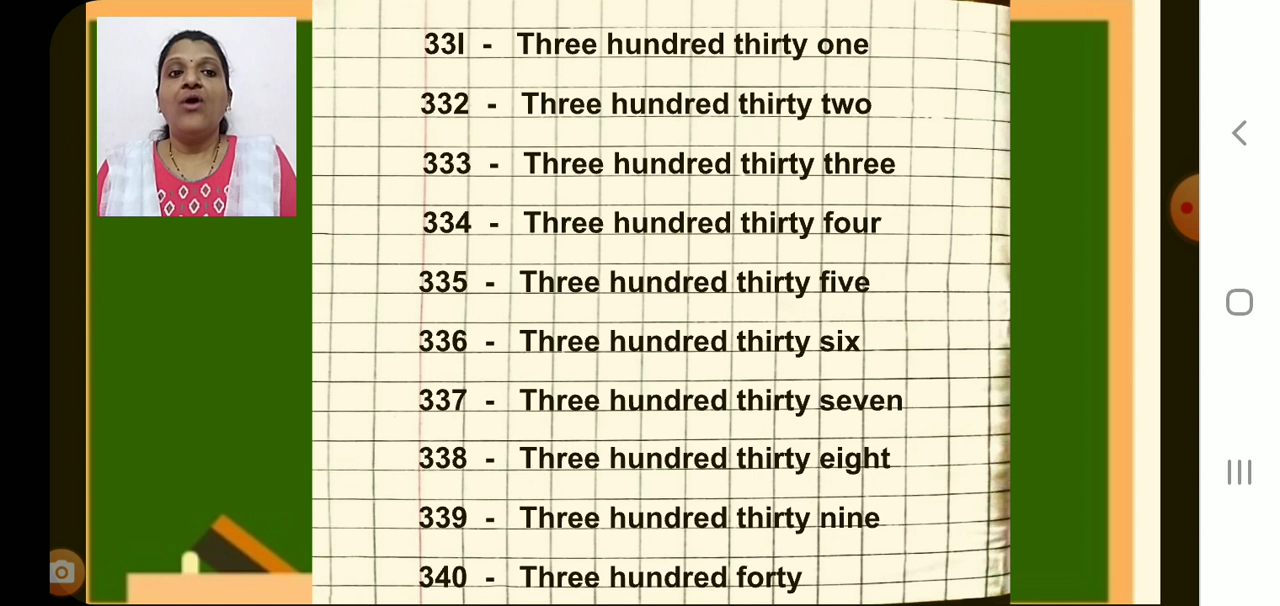 331 - Three hundred thirty one
332 - Three hundred thirty two
333 - Three hundred thirty three
334 - Three hundred thirty four
335 - Three hundred thirty five
336 - Three hundred thirty six
337 - Three hundred thirty seven
338 - Three hundred thirty eight
339 - Three hundred thirty nine
340 - Three hundred forty